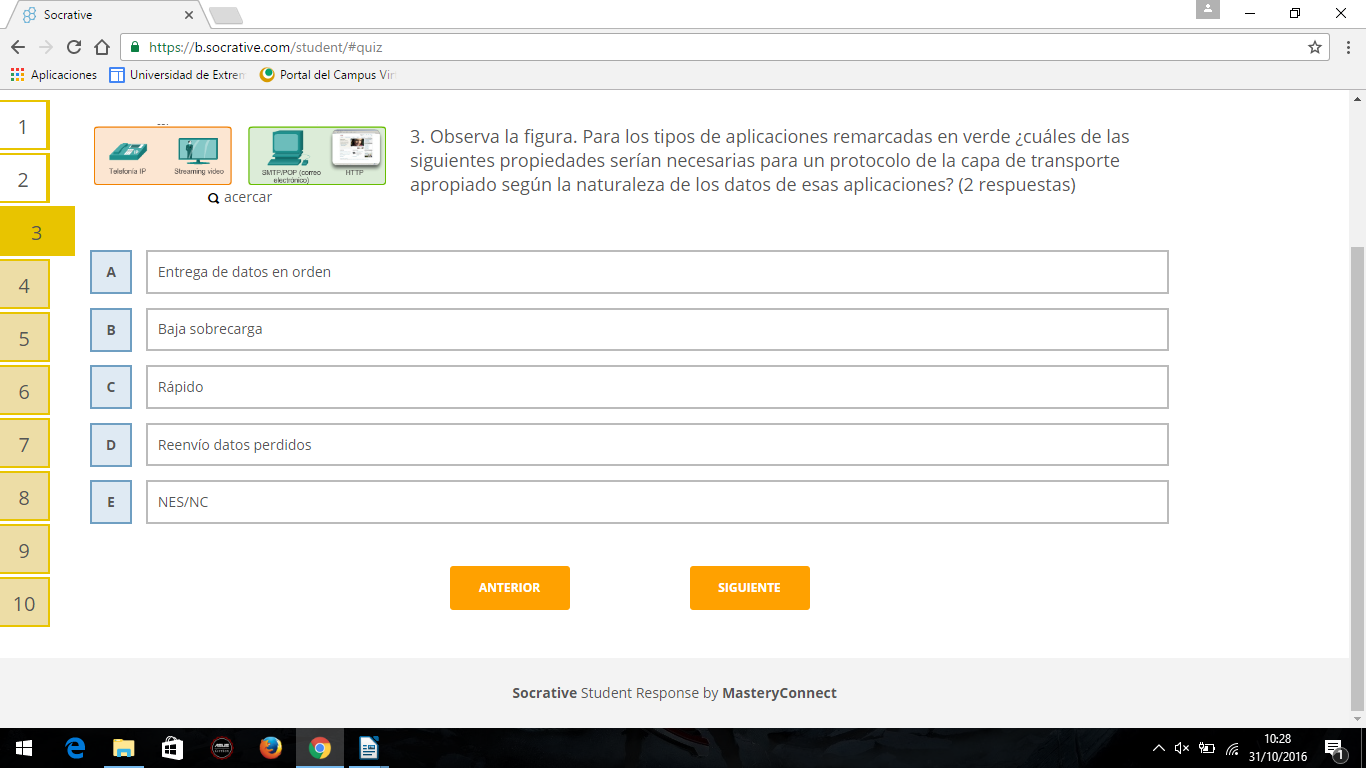 Socrative
https://b.socrative.com/student/#quiz
Aplicaciones
Universidad de Extrem
Portal del Campus Vir
1
2
3
4
5
6
7
8
9
10
Telefonía IP
Streaming video
SMTP/POP (correo
electrónico)
HTTP
acercar
3. Observa la figura. Para los tipos de aplicaciones remarcadas en verde ¿cuáles de las
siguientes propiedades serían necesarias para un protocolo de la capa de transporte
apropiado según la naturaleza de los datos de esas aplicaciones? (2 respuestas)
A
Entrega de datos en orden
B
Baja sobrecarga
C
Rápido
D
Reenvío datos perdidos
E
NES/NC
ANTERIOR
SIGUIENTE
Socrative Student Response by MasteryConnect
10:28
31/10/2016
1